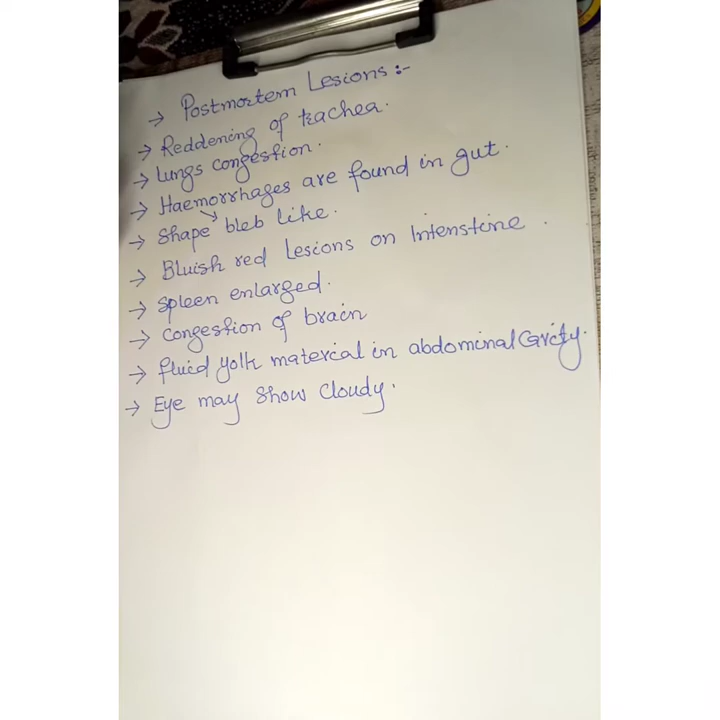 → Postmortem Lesions :-
→ Reddening of trachea.
→ Lungs congestion.
→ Haemorrhages are found in gut.
→ Shape → bleb like.
→ Bluish red Lesions on Intenstine.
→ Spleen enlarged.
→ Congestion of brain
→ fluid yolk material in abdominal Cavity.
→ Eye may show cloudy.